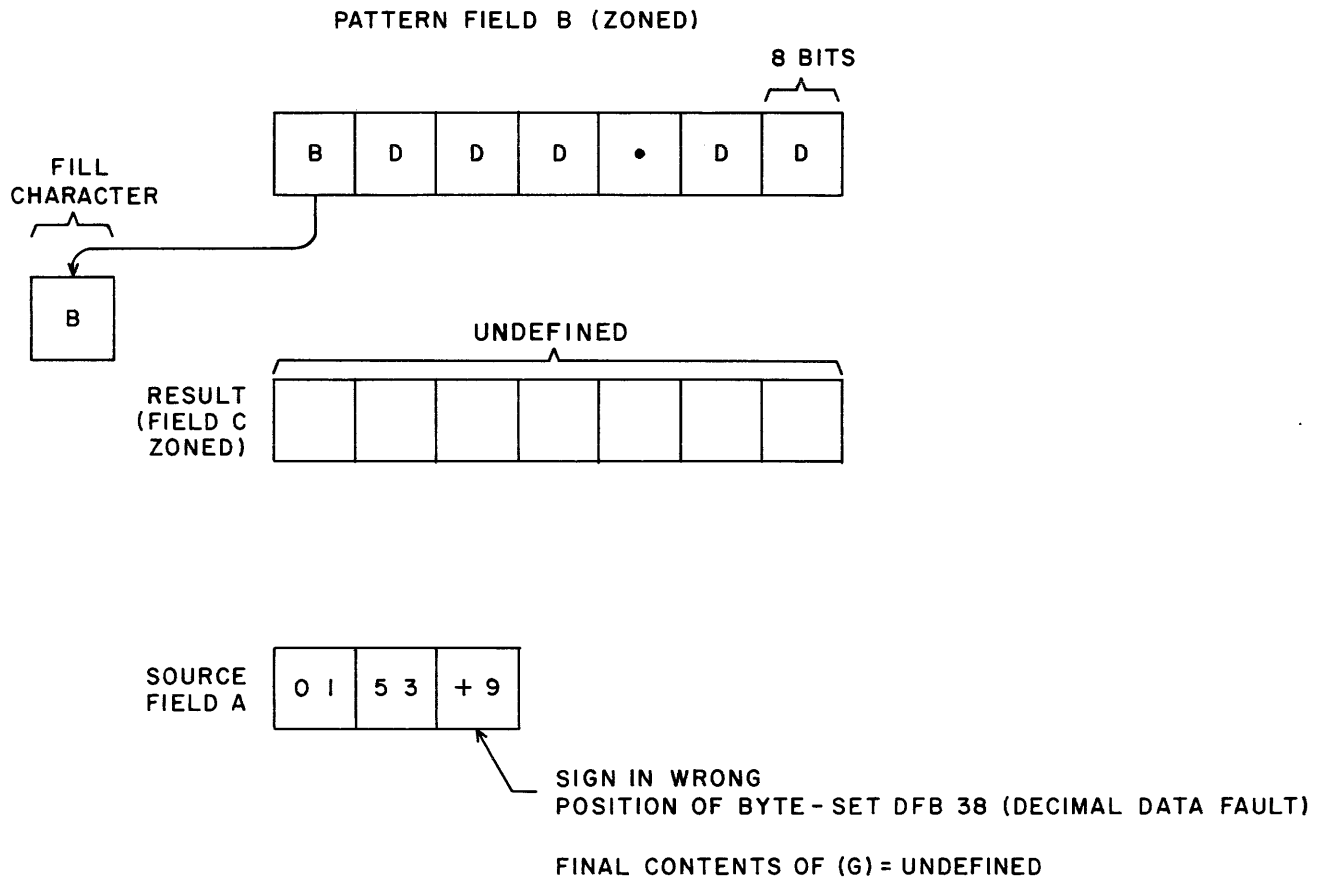 PATTERN FIELD B (ZONED)
8 BITS
B D D D • D D
FILL
CHARACTER
B
UNDEFINED
RESULT
(FIELD C
ZONED)
SOURCE
FIELD A
0 1 5 3 + 9
SIGN IN WRONG
POSITION OF BYTE - SET DFB 38 (DECIMAL DATA FAULT)
FINAL CONTENTS OF (G) = UNDEFINED